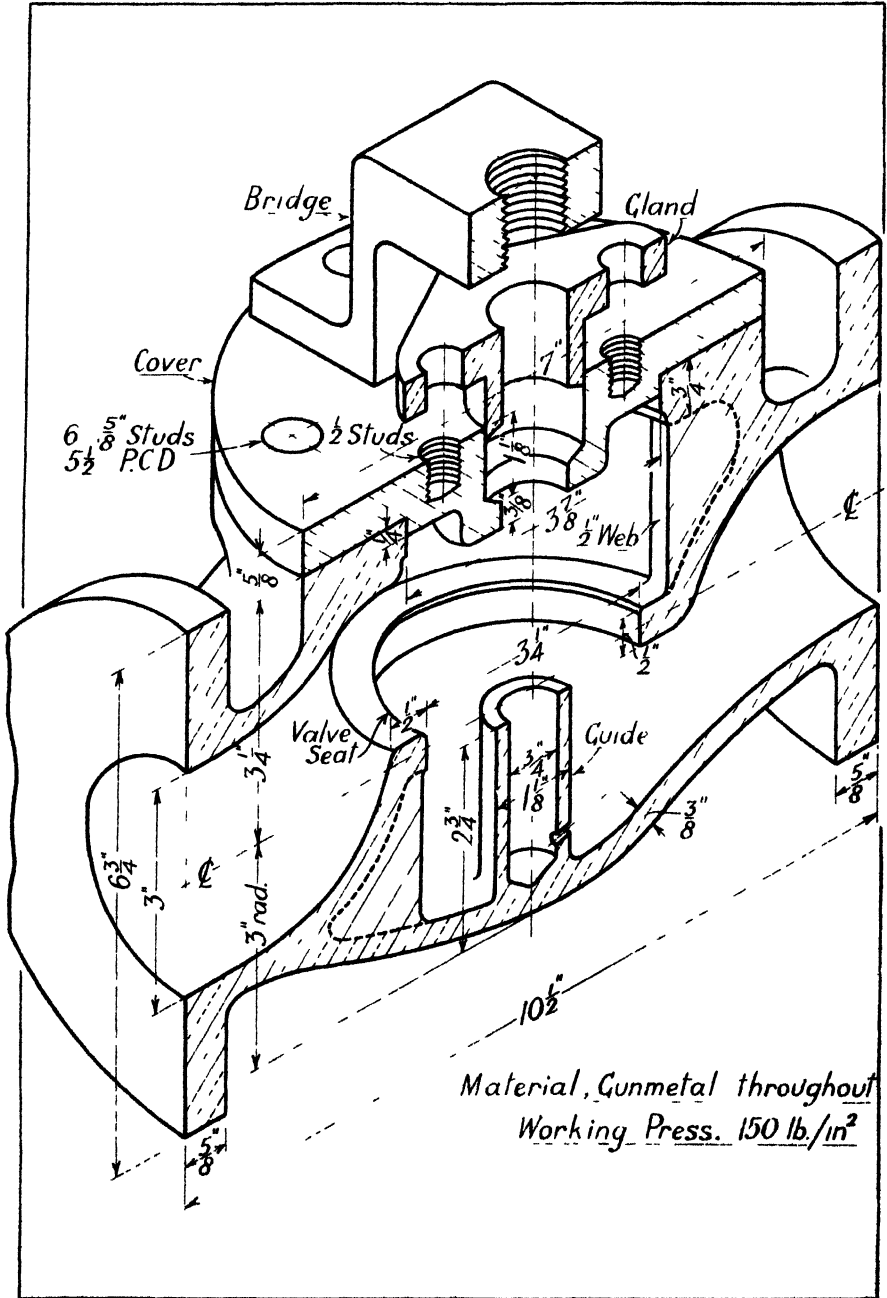 Bridge
Gland
Cover
7"
3/4"
6 5/8" Studs
5 1/2 P.C.D
1/2 Studs
1 1/8"
3/8"
3 7/8"
1/2" Web
1/4"
℄
5/8"
3 1/4"
1/2"
Valve
Seat
1/2"
Guide
3/4"
1 1/8"
3 1/4"
2 3/4"
3/8"
5/8"
6 3/4"
3"
℄
3" rad.
10 1/2"
Material, Gunmetal throughout
Working Press. 150 lb./in²
5/8"